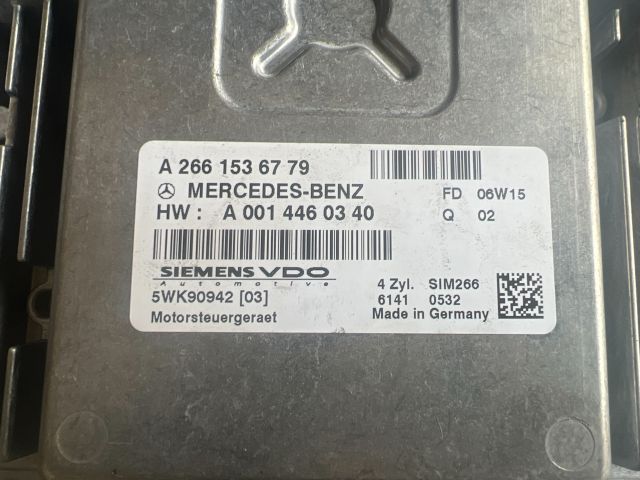 A 266 153 67 79
MERCEDES-BENZ FD 06W15
HW : A 001 446 03 40 Q 02
SIEMENS VDO
Automotive
5WK90942 [03] 4 Zyl. SIM266
6141 0532
Motorsteuergeraet Made in Germany